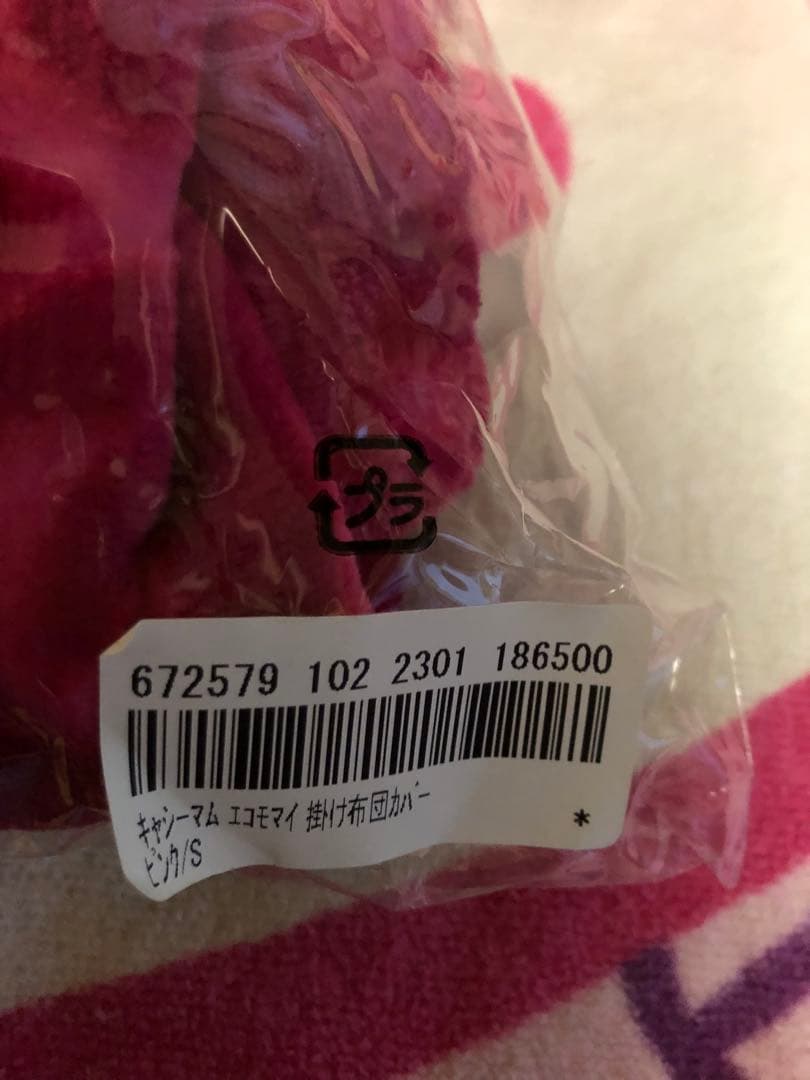 プラ
672579 102 2301 186500
ｷｬｼｰマム ｴｺﾓマｲ 掛け布団ｶﾊﾞｰ
ﾋﾟﾝｸ/S *